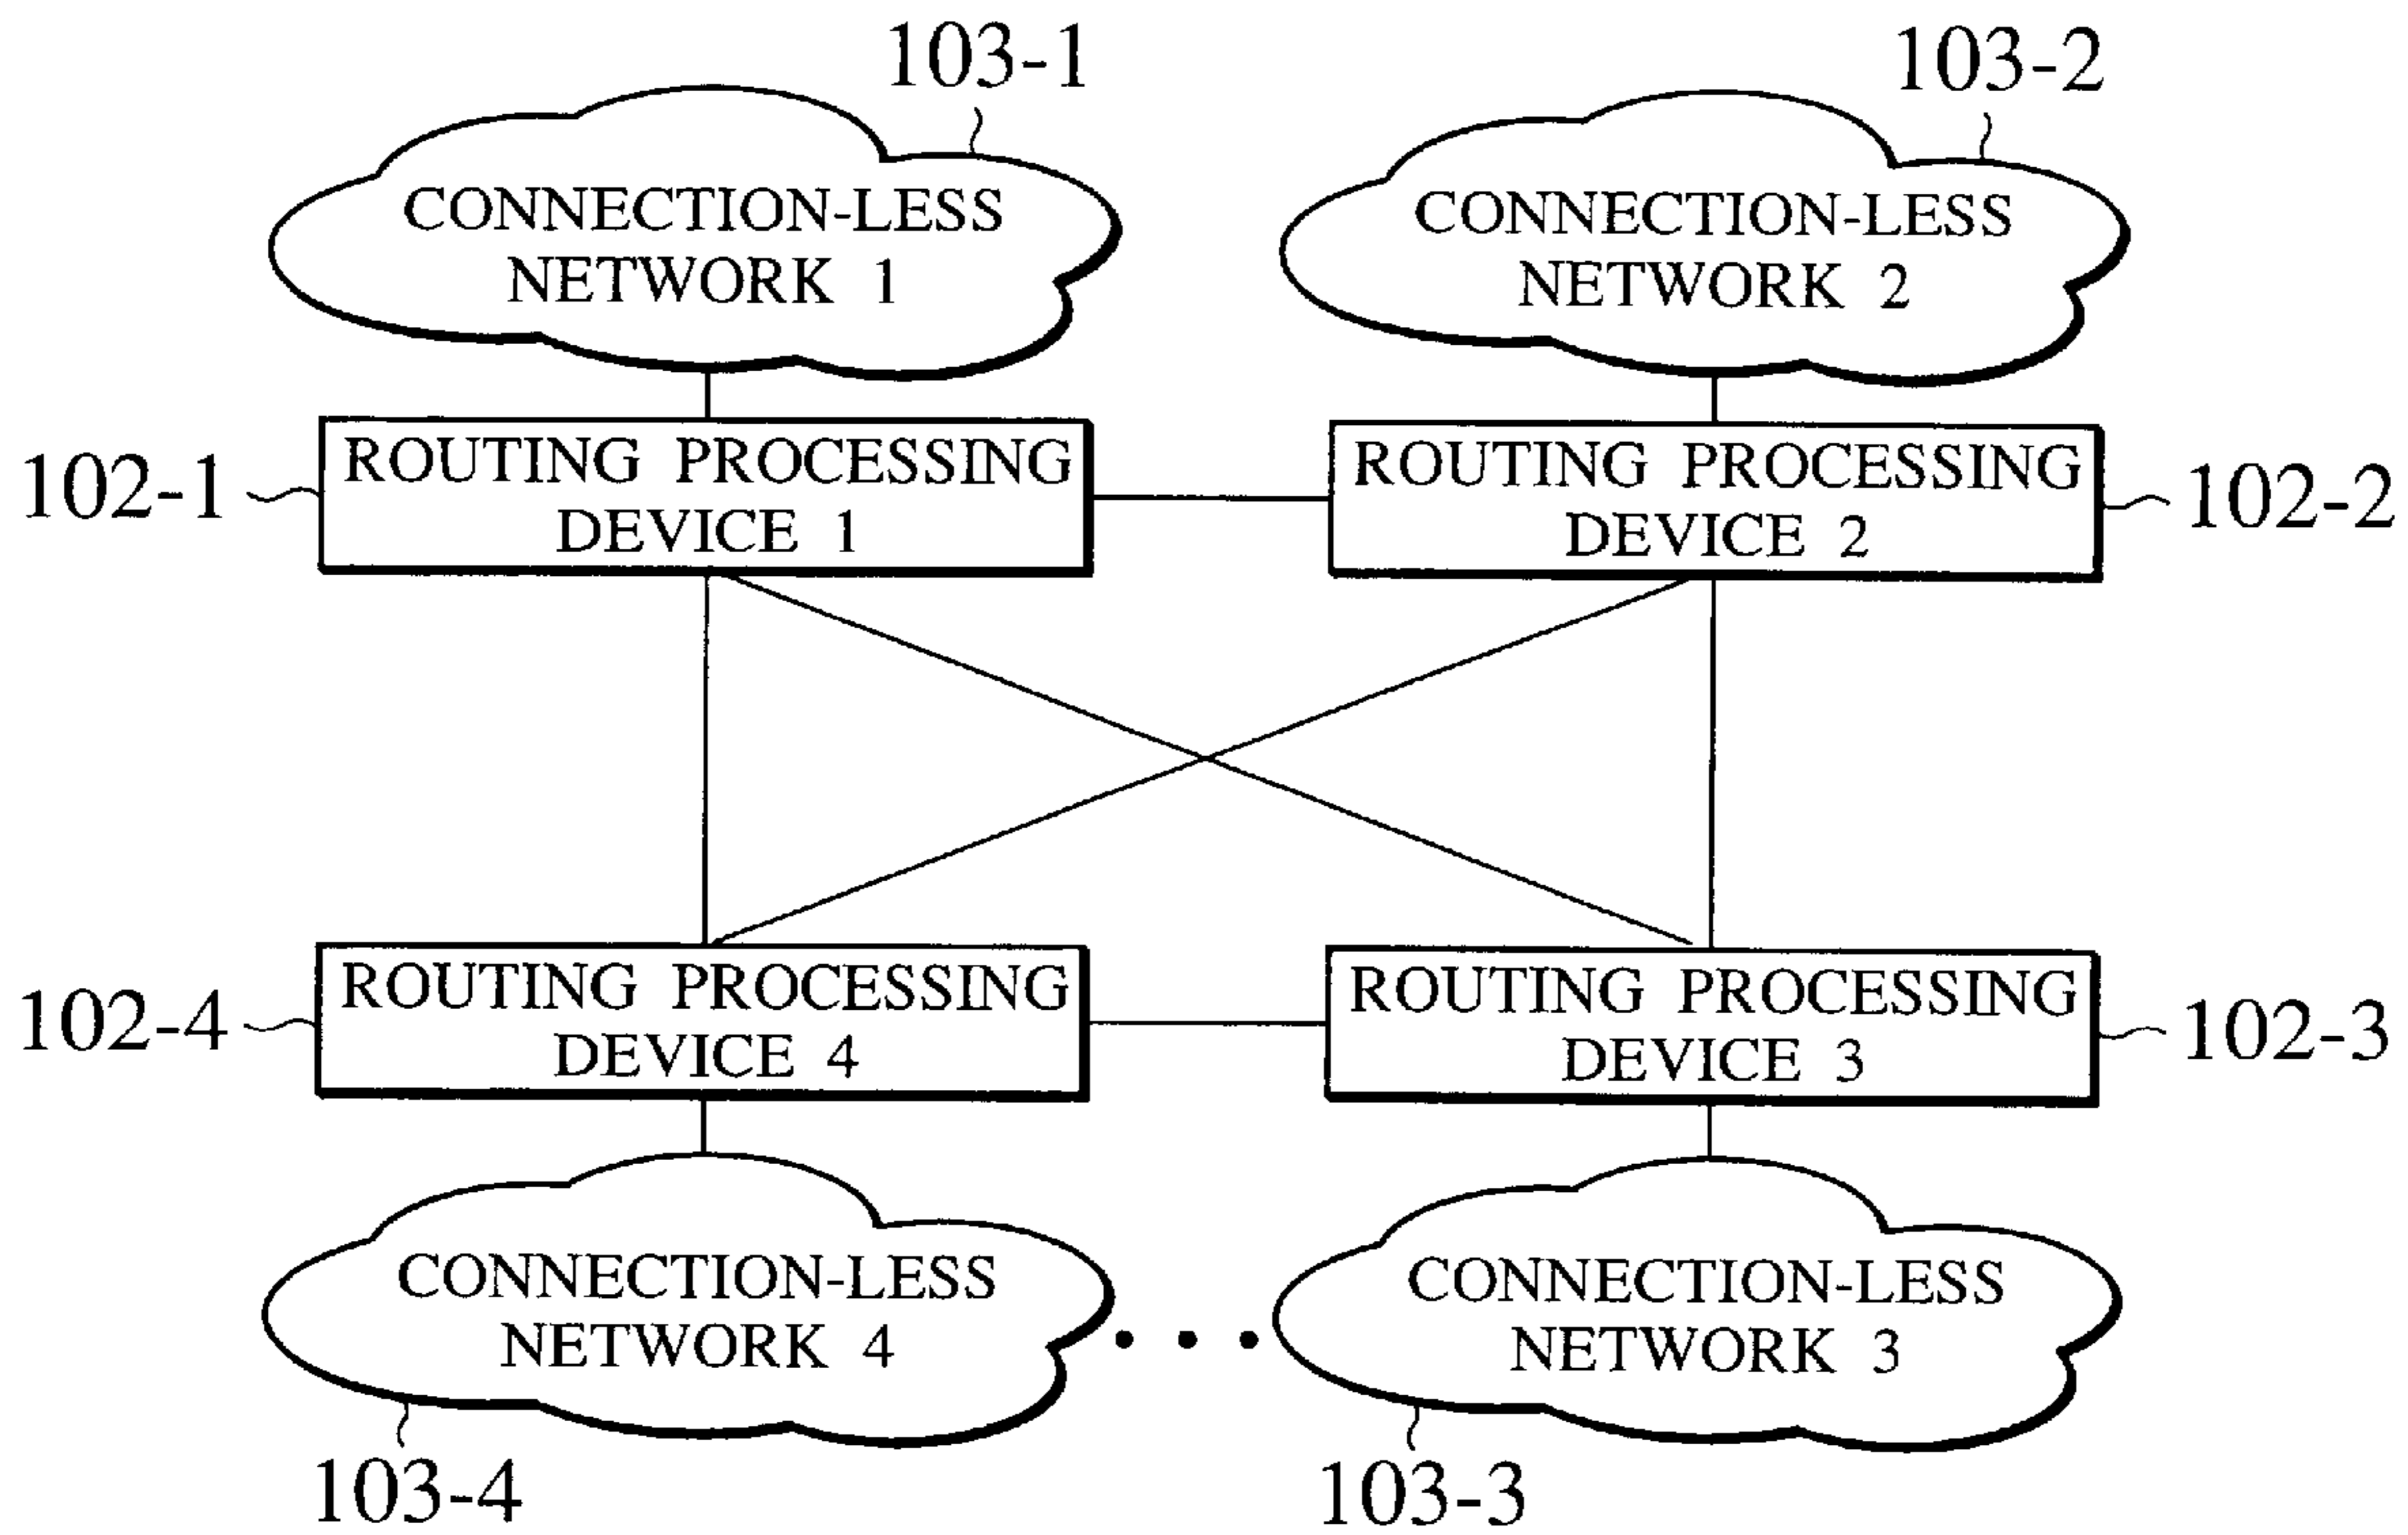 103-1
103-2
CONNECTION-LESS
NETWORK 1
CONNECTION-LESS
NETWORK 2
102-1
ROUTING PROCESSING
DEVICE 1
ROUTING PROCESSING
DEVICE 2
102-2
102-4
ROUTING PROCESSING
DEVICE 4
ROUTING PROCESSING
DEVICE 3
102-3
CONNECTION-LESS
NETWORK 4
CONNECTION-LESS
NETWORK 3
103-4
103-3